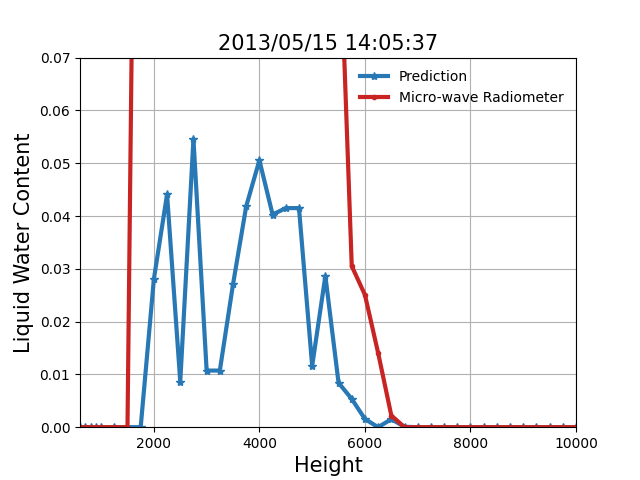 2013/05/15 14:05:37
0.07
0.06
0.05
0.04
0.03
0.02
0.01
0.00
Liquid Water Content
Prediction
Micro-wave Radiometer
2000 4000 6000 8000 10000
Height